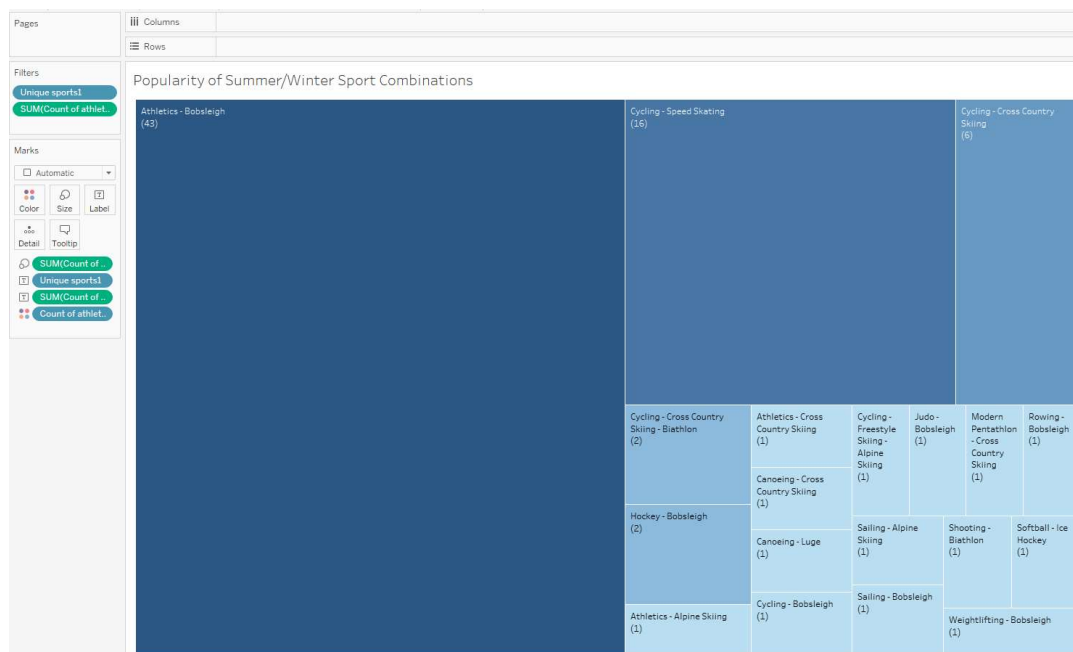 Pages
Columns
Rows
Filters
Unique sports1
SUM(Count of athlet..
Marks
Automatic
Color
Size
Label
Detail
Tooltip
SUM(Count of ..
Unique sports1
SUM(Count of ..
Count of athlet..
Popularity of Summer/Winter Sport Combinations
Athletics - Bobsleigh
(43)
Cycling - Speed Skating
(16)
Cycling - Cross Country
Skiing
(6)
Cycling - Cross Country
Skiing - Biathlon
(2)
Hockey - Bobsleigh
(2)
Athletics - Alpine Skiing
(1)
Athletics - Cross
Country Skiing
(1)
Canoeing - Cross
Country Skiing
(1)
Canoeing - Luge
(1)
Cycling - Bobsleigh
(1)
Cycling -
Freestyle
Skiing -
Alpine
Skiing
(1)
Judo -
Bobsleigh
(1)
Modern
Pentathlon
- Cross
Country
Skiing
(1)
Rowing -
Bobsleigh
(1)
Sailing - Alpine
Skiing
(1)
Sailing - Bobsleigh
(1)
Shooting -
Biathlon
(1)
Softball - Ice
Hockey
(1)
Weightlifting - Bobsleigh
(1)